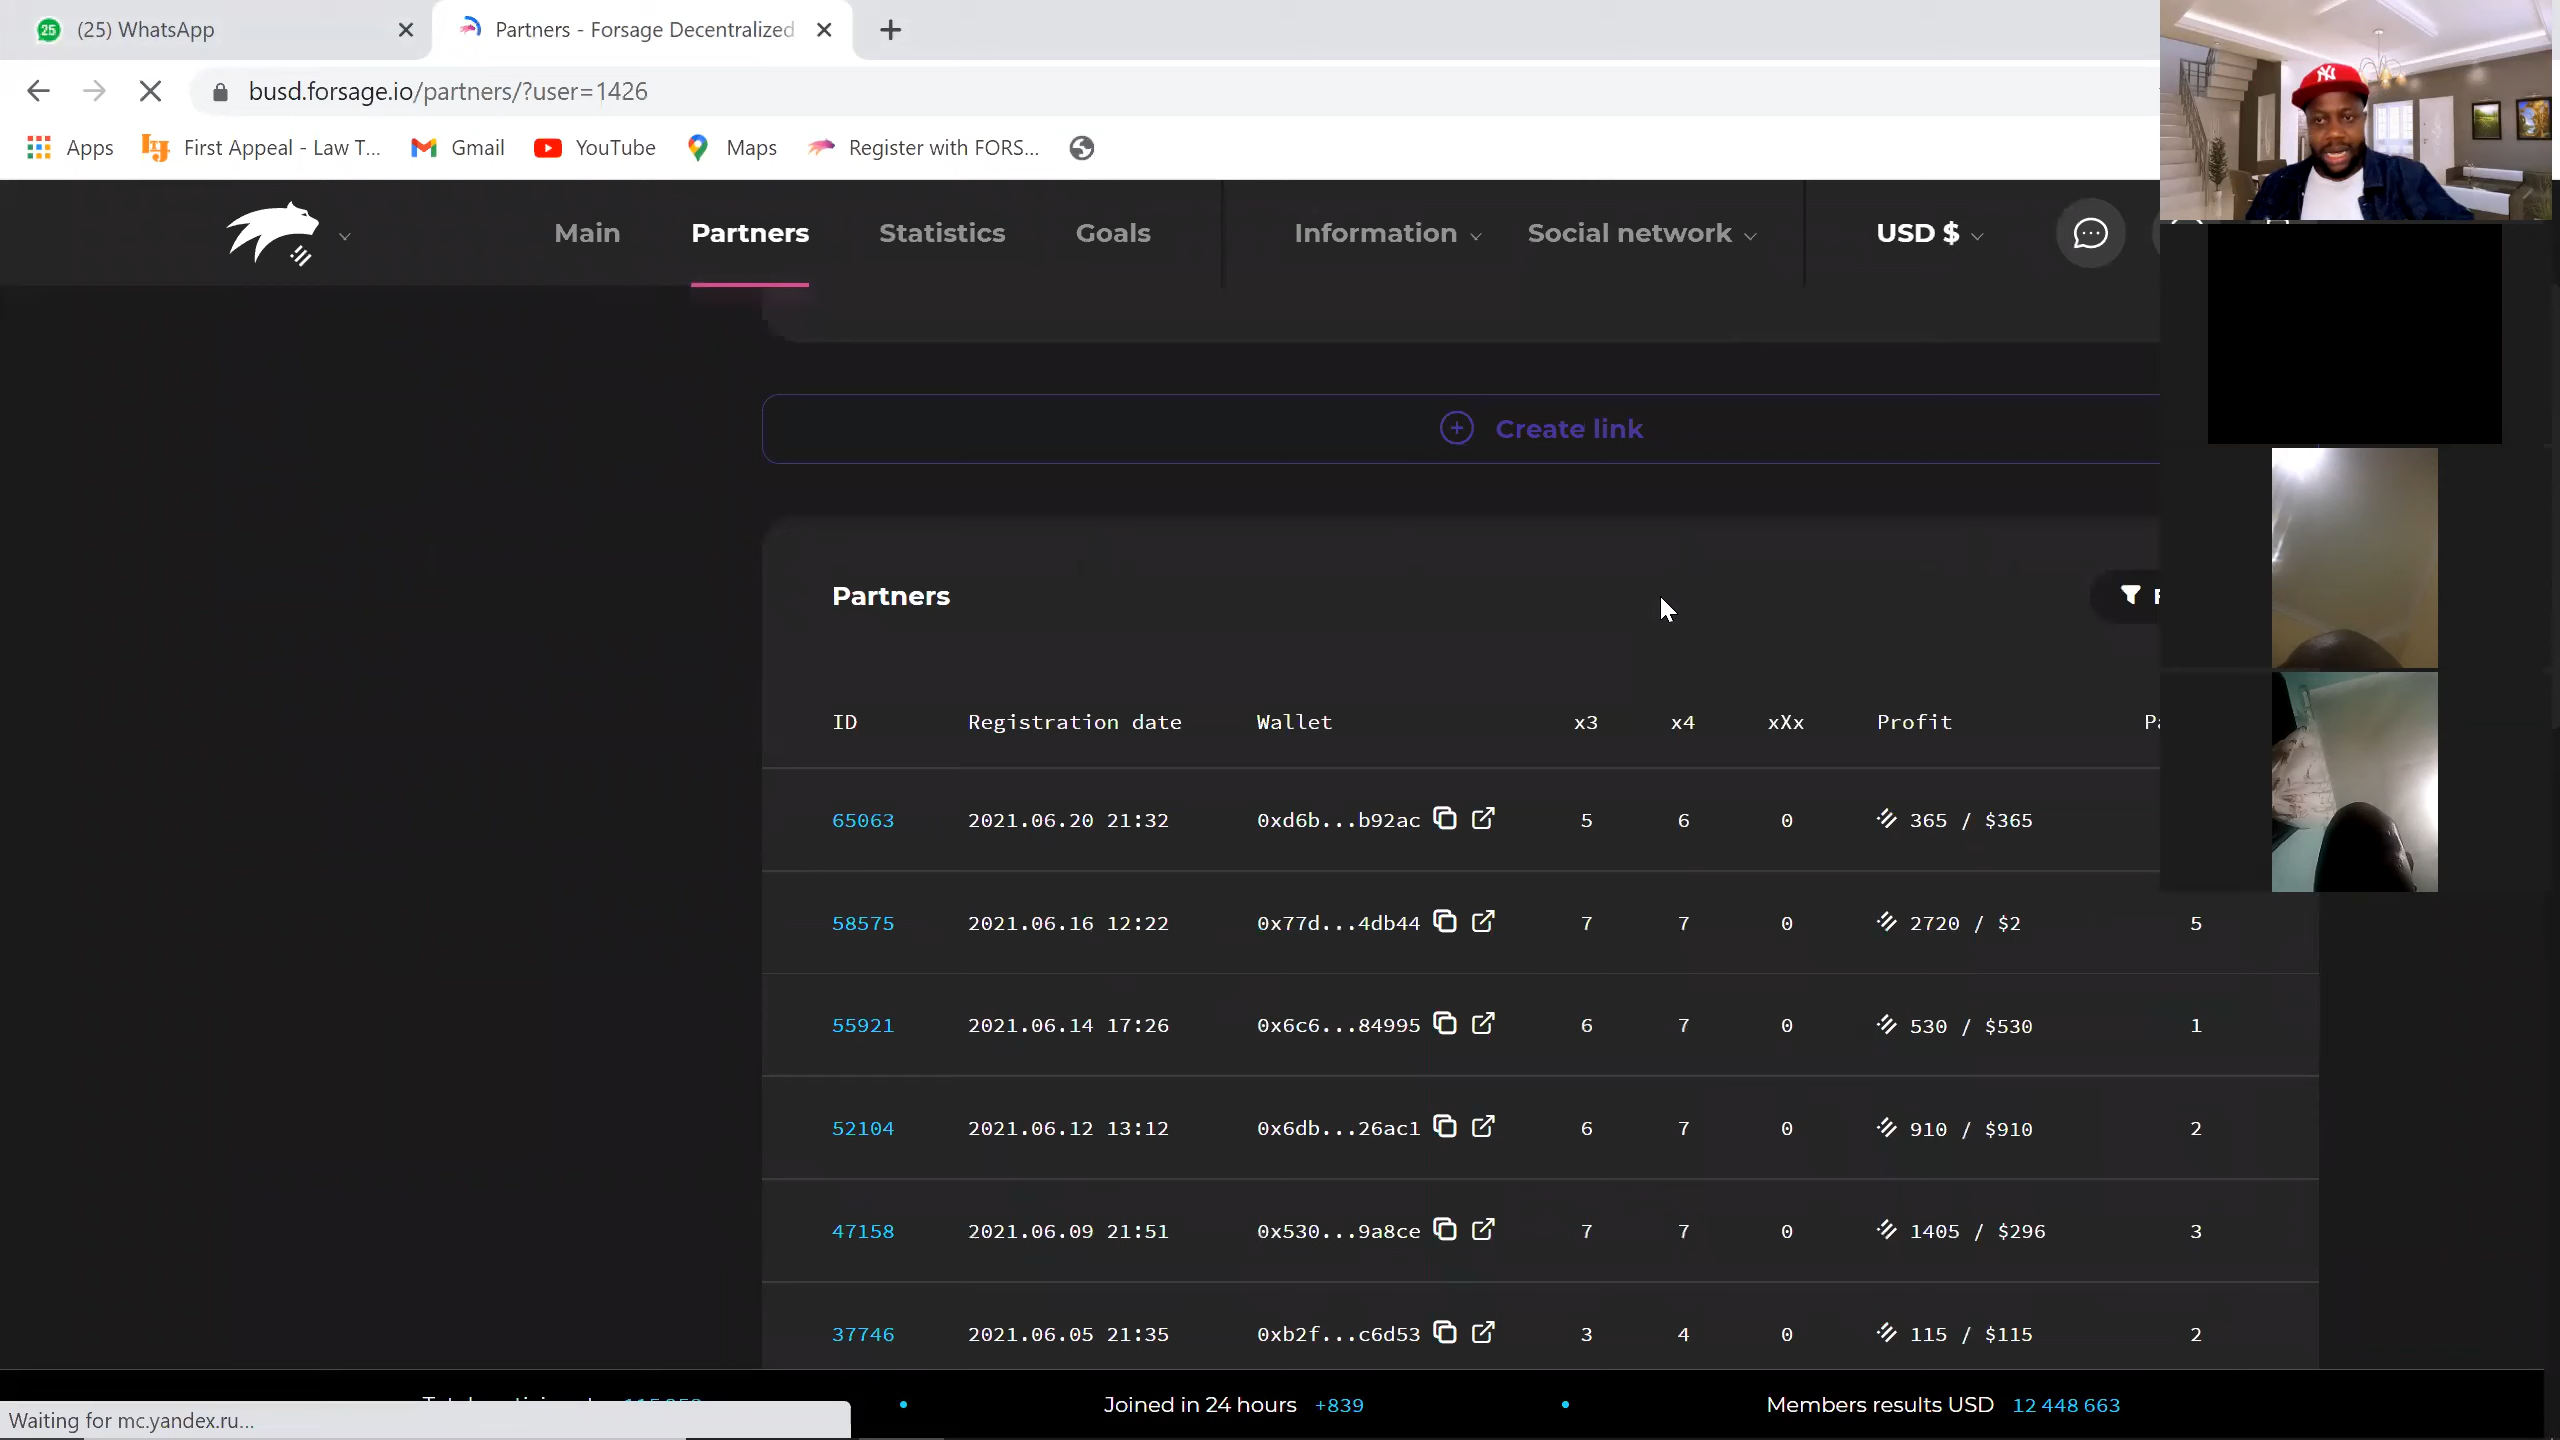 (25) WhatsApp
Partners - Forsage Decentralized
busd.forsage.io/partners/?user=1426
Apps First Appeal - Law T... Gmail YouTube Maps Register with FORS...
Main Partners Statistics Goals Information Social network USD $
Create link
Partners
ID Registration date Wallet x3 x4 xXx Profit
65063 2021.06.20 21:32 0xd6b...b92ac 5 6 0 365 / $365
58575 2021.06.16 12:22 0x77d...4db44 7 7 0 2720 / $2 5
55921 2021.06.14 17:26 0x6c6...84995 6 7 0 530 / $530 1
52104 2021.06.12 13:12 0x6db...26ac1 6 7 0 910 / $910 2
47158 2021.06.09 21:51 0x530...9a8ce 7 7 0 1405 / $296 3
37746 2021.06.05 21:35 0xb2f...c6d53 3 4 0 115 / $115 2
Joined in 24 hours +839 Members results USD 12 448 663
Waiting for mc.yandex.ru...